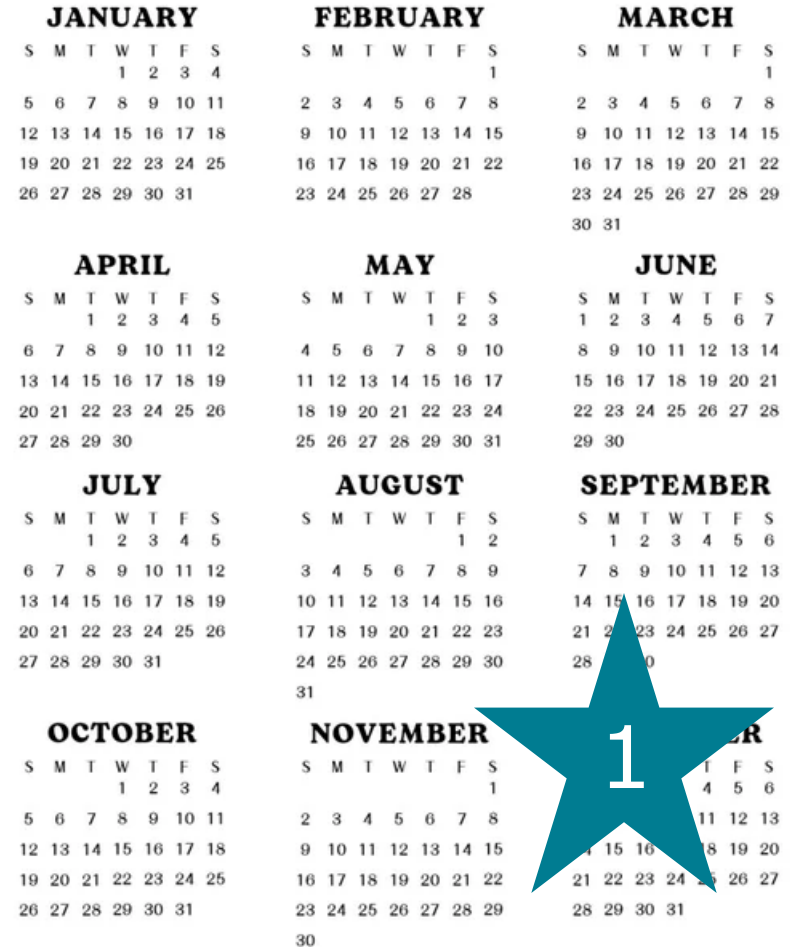 JANUARY
S M T W T F S
1 2 3 4
5 6 7 8 9 10 11
12 13 14 15 16 17 18
19 20 21 22 23 24 25
26 27 28 29 30 31
FEBRUARY
S M T W T F S
1
2 3 4 5 6 7 8
9 10 11 12 13 14 15
16 17 18 19 20 21 22
23 24 25 26 27 28
MARCH
S M T W T F S
1
2 3 4 5 6 7 8
9 10 11 12 13 14 15
16 17 18 19 20 21 22
23 24 25 26 27 28 29
30 31
APRIL
S M T W T F S
1 2 3 4 5
6 7 8 9 10 11 12
13 14 15 16 17 18 19
20 21 22 23 24 25 26
27 28 29 30
MAY
S M T W T F S
1 2 3
4 5 6 7 8 9 10
11 12 13 14 15 16 17
18 19 20 21 22 23 24
25 26 27 28 29 30 31
JUNE
S M T W T F S
1 2 3 4 5 6 7
8 9 10 11 12 13 14
15 16 17 18 19 20 21
22 23 24 25 26 27 28
29 30
JULY
S M T W T F S
1 2 3 4 5
6 7 8 9 10 11 12
13 14 15 16 17 18 19
20 21 22 23 24 25 26
27 28 29 30 31
AUGUST
S M T W T F S
1 2
3 4 5 6 7 8 9
10 11 12 13 14 15 16
17 18 19 20 21 22 23
24 25 26 27 28 29 30
31
SEPTEMBER
S M T W T F S
1 2 3 4 5 6
7 8 9 10 11 12 13
14 15 16 17 18 19 20
21 23 24 25 26 27
28
OCTOBER
S M T W T F S
1 2 3 4
5 6 7 8 9 10 11
12 13 14 15 16 17 18
19 20 21 22 23 24 25
26 27 28 29 30 31
NOVEMBER
S M T W T F S
1
2 3 4 5 6 7 8
9 10 11 12 13 14 15
16 17 18 19 20 21 22
23 24 25 26 27 28 29
30
1
T F S
4 5 6
11 12 13
15 16 18 19 20
21 22 23 24 25 26 27
28 29 30 31